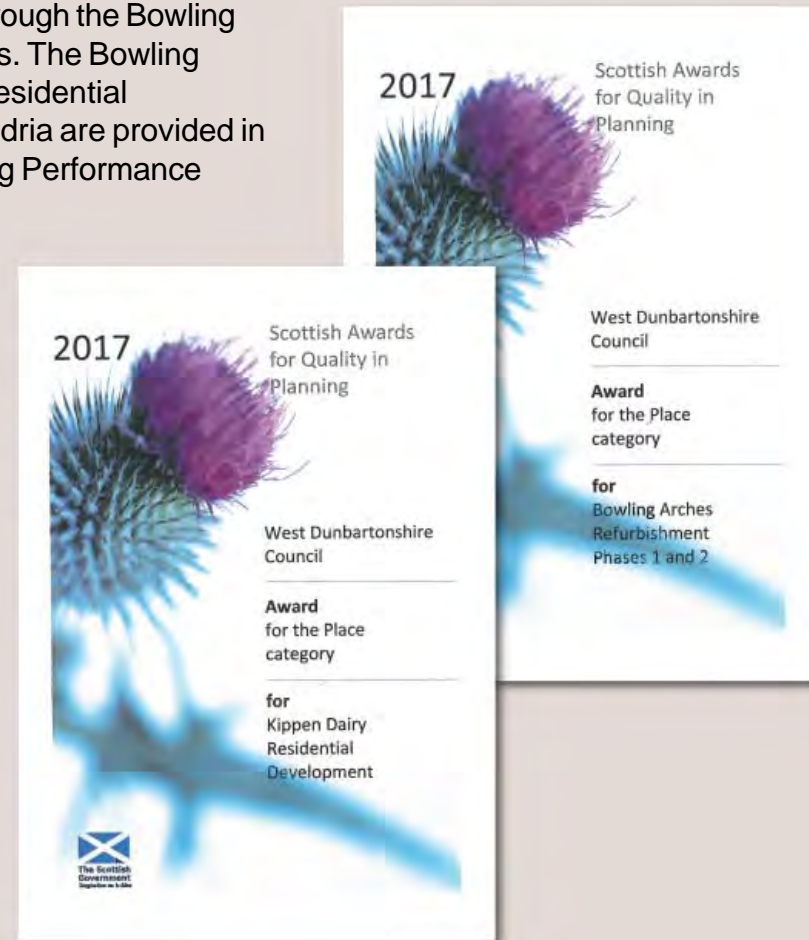 rough the Bowling
s. The Bowling
esidential
dria are provided in
g Performance
2017
Scottish Awards
for Quality in
Planning
West Dunbartonshire
Council
Award
for the Place
category
for
Bowling Arches
Refurbishment
Phases 1 and 2
2017
Scottish Awards
for Quality in
Planning
West Dunbartonshire
Council
Award
for the Place
category
for
Kippen Dairy
Residential
Development
The Scottish
Government